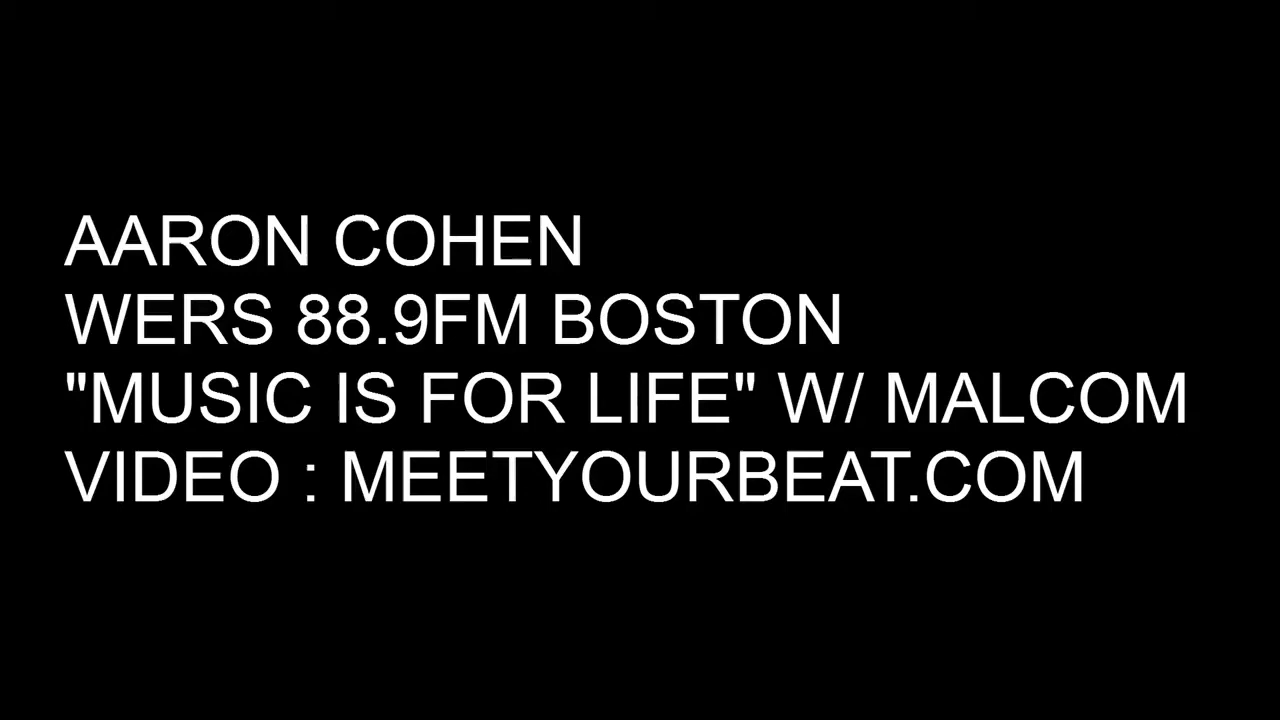 AARON COHEN
WERS 88.9FM BOSTON
"MUSIC IS FOR LIFE" W/ MALCOM
VIDEO : MEETYOURBEAT.COM